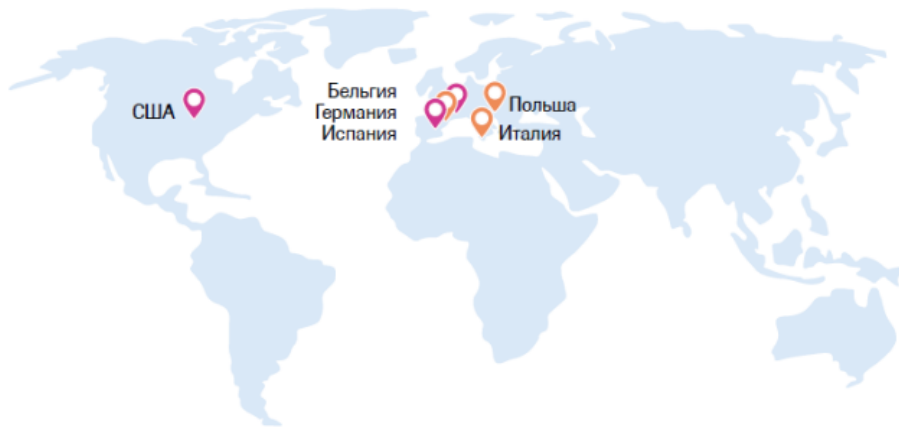 США
Бельгия
Германия
Испания
Польша
Италия